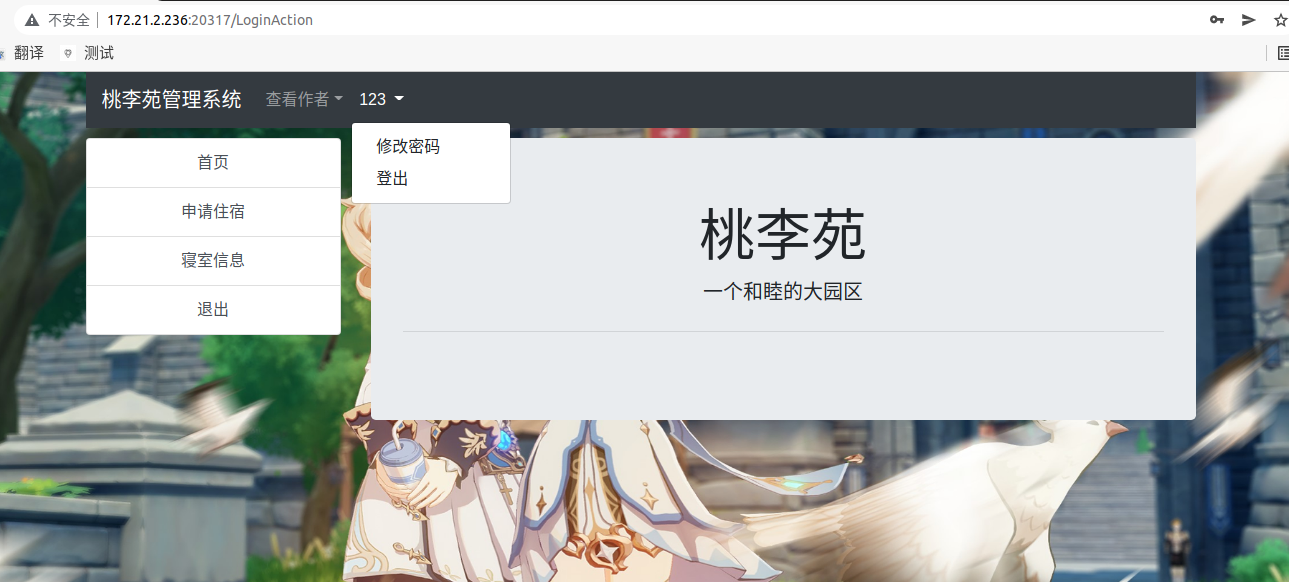 不安全 172.21.2.236:20317/LoginAction
翻译 测试
桃李苑管理系统 查看作者 123
修改密码
登出
首页
申请住宿
寝室信息
退出
桃李苑
一个和睦的大园区